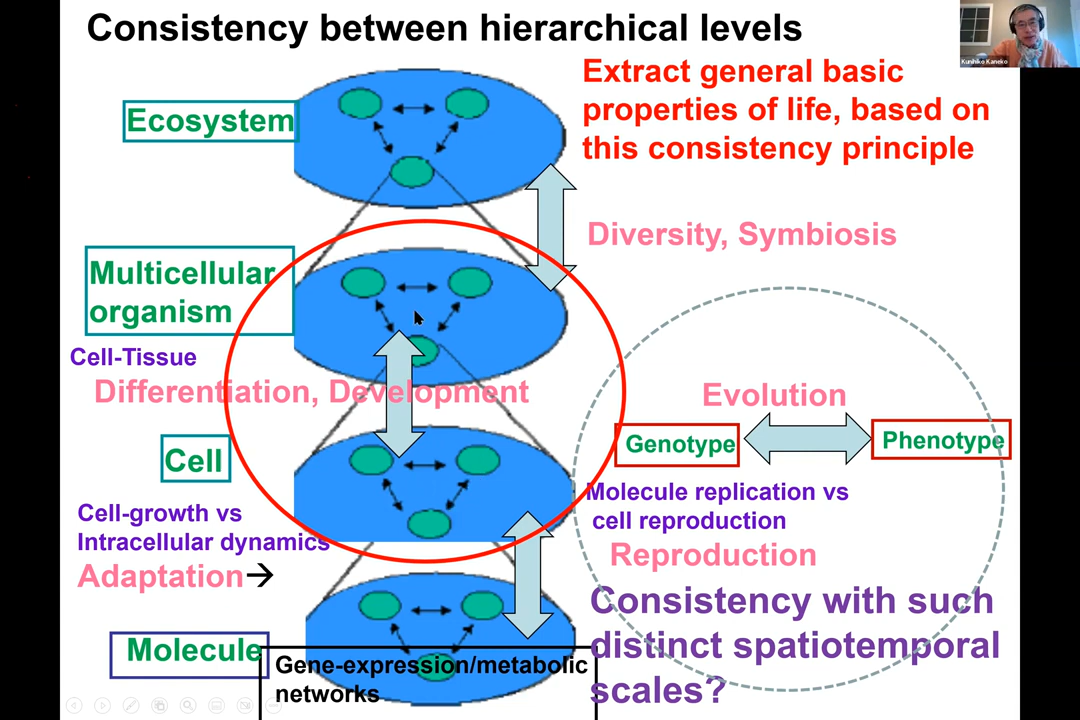 Consistency between hierarchical levels
Kunihiko Kaneko
Extract general basic
properties of life, based on
this consistency principle
Ecosystem
Diversity, Symbiosis
Multicellular
organism
Cell-Tissue
Differentiation, Development
Evolution
Genotype
Phenotype
Cell
Molecule replication vs
cell reproduction
Cell-growth vs
Intracellular dynamics
Reproduction
Adaptation→
Consistency with such
distinct spatiotemporal
scales?
Molecule
Gene-expression/metabolic
networks